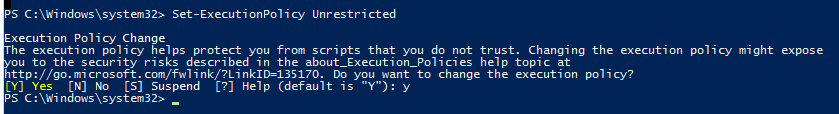 PS C:\Windows\system32> Set-ExecutionPolicy Unrestricted
Execution Policy Change
The execution policy helps protect you from scripts that you do not trust. Changing the execution policy might expose
you to the security risks described in the about_Execution_Policies help topic at
http://go.microsoft.com/fwlink/?LinkID=135170. Do you want to change the execution policy?
[Y] Yes  [N] No  [S] Suspend  [?] Help (default is "Y"): y
PS C:\Windows\system32>